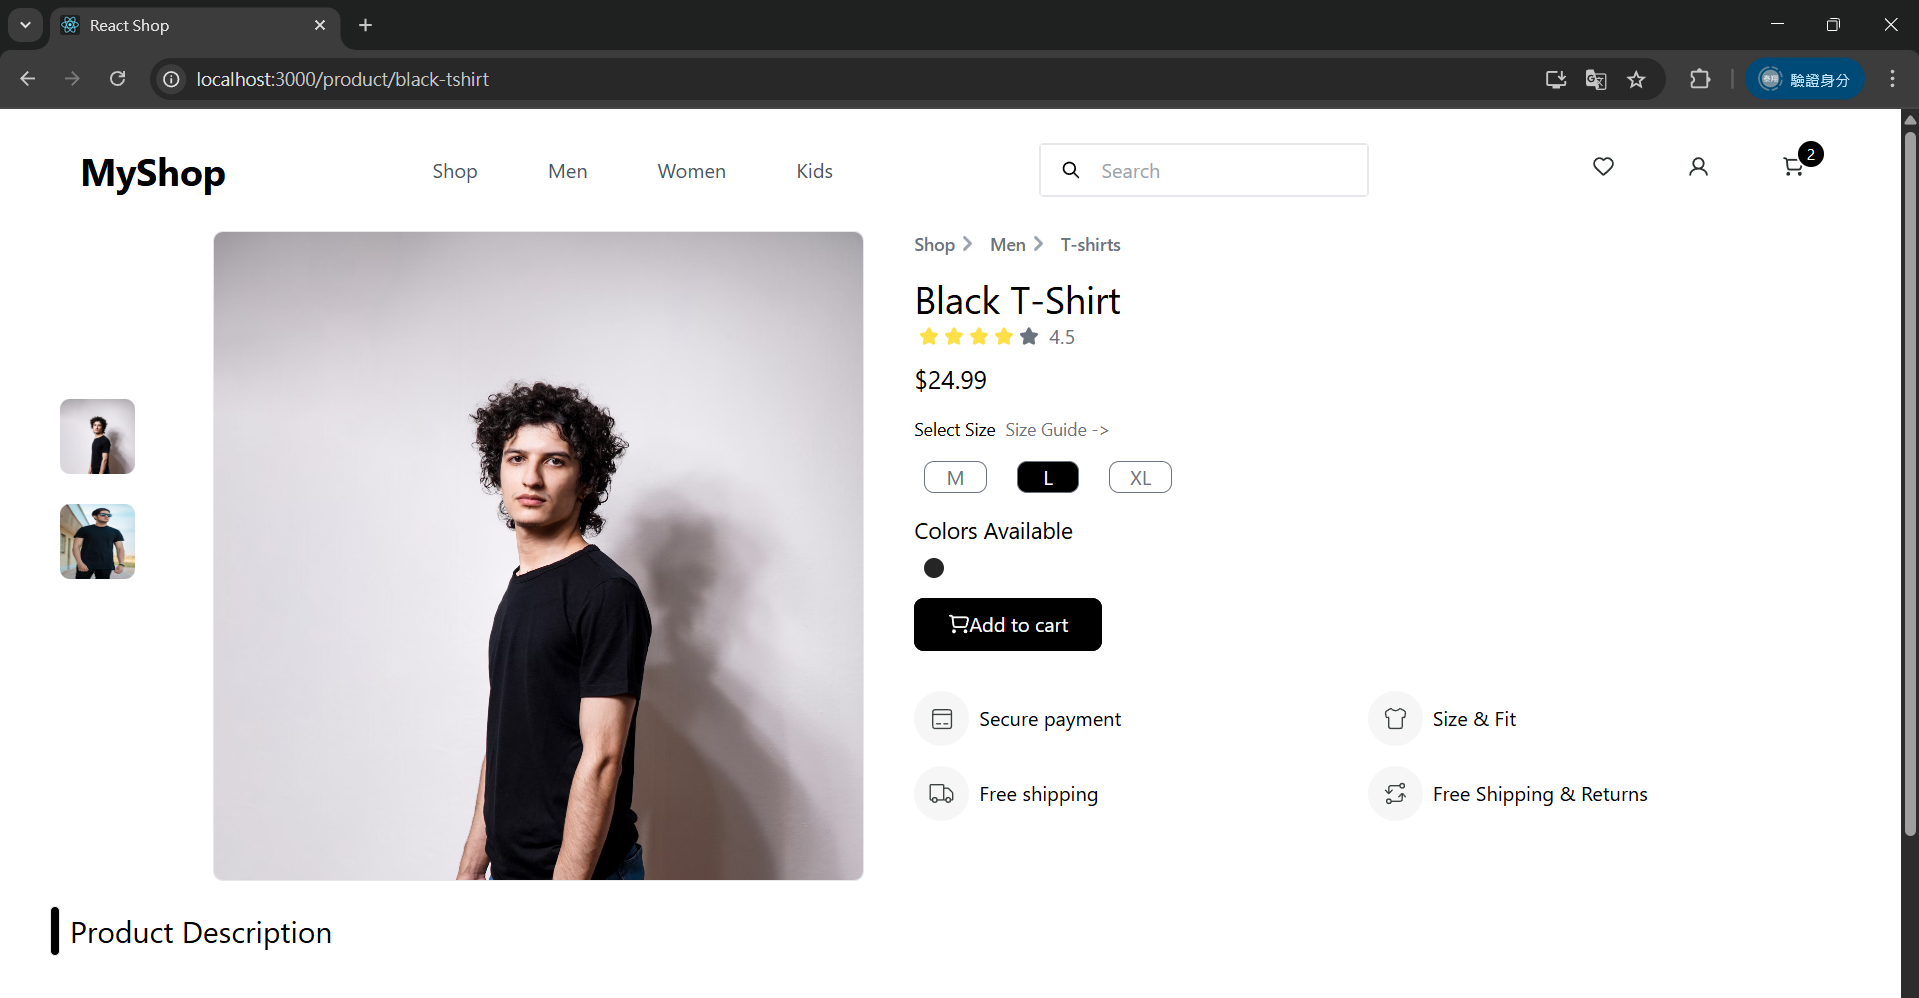 React Shop
localhost:3000/product/black-tshirt
驗證身分
MyShop
Shop Men Women Kids
Search
2
Shop Men T-shirts
Black T-Shirt
4.5
$24.99
Select Size Size Guide ->
M L XL
Colors Available
Add to cart
Secure payment Size & Fit
Free shipping Free Shipping & Returns
Product Description